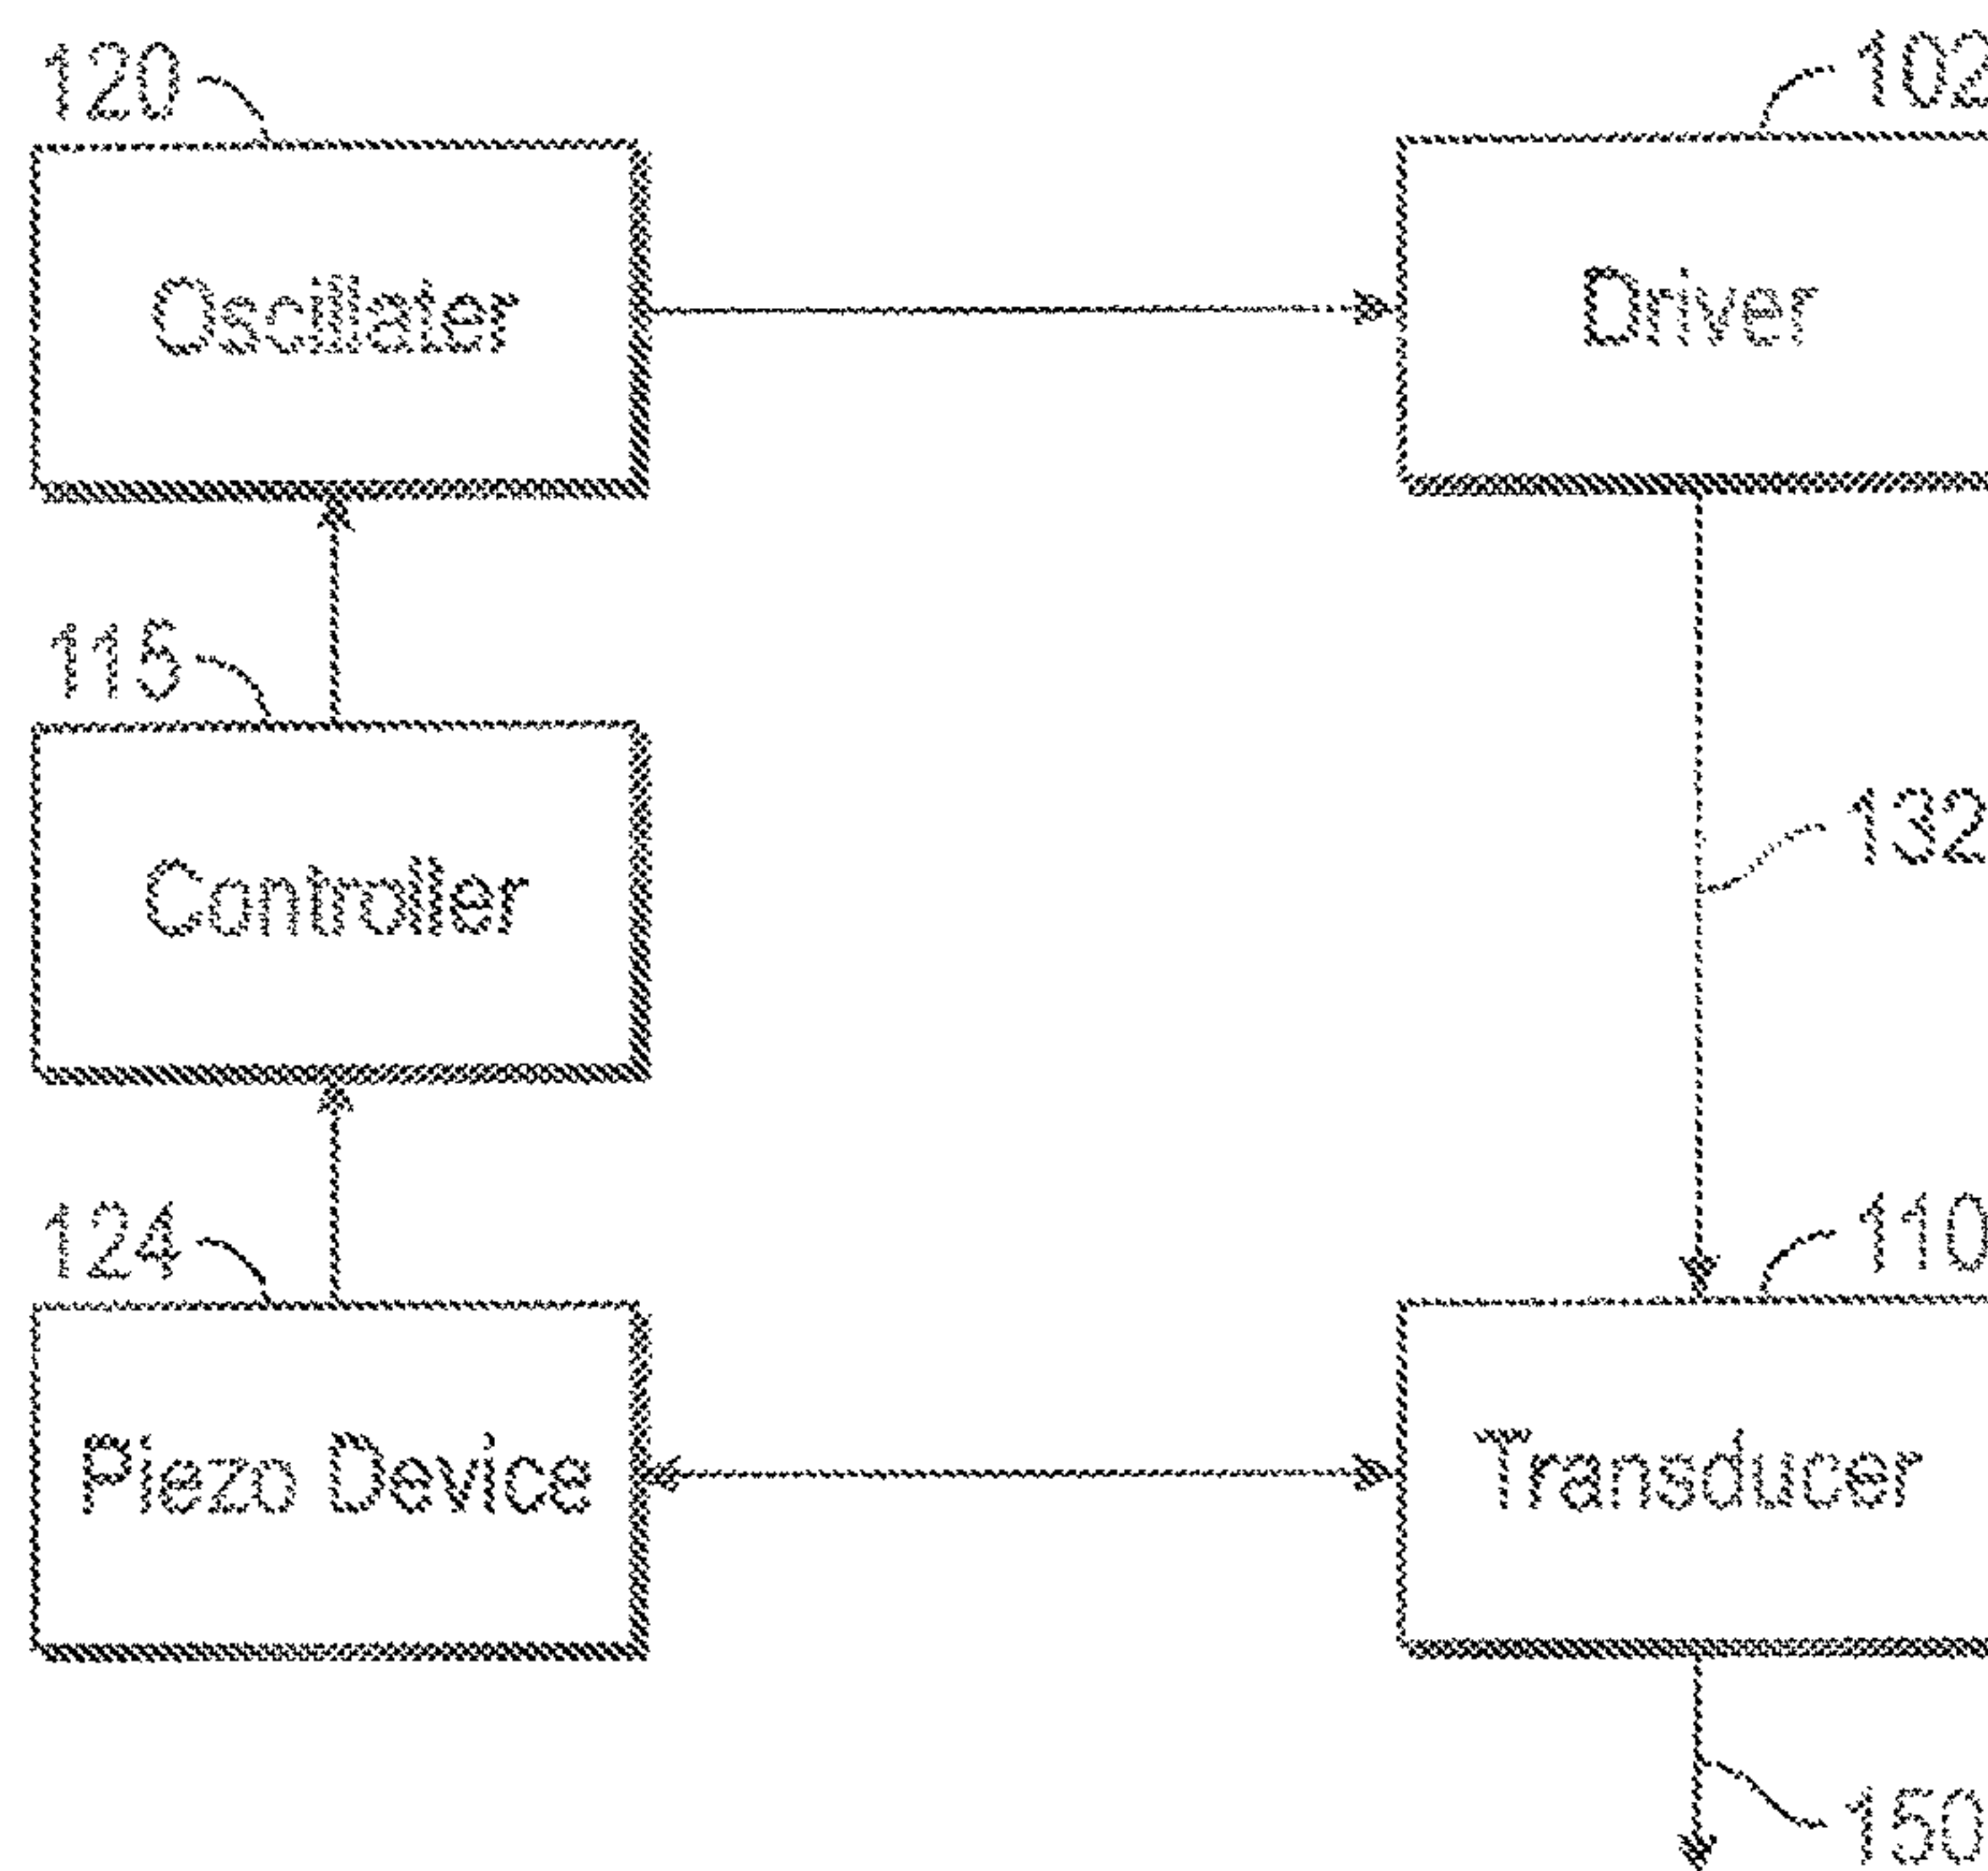 120
102
Oscillater
Driver
115
132
Controller
124
110
Piezo Device
Transducer
150